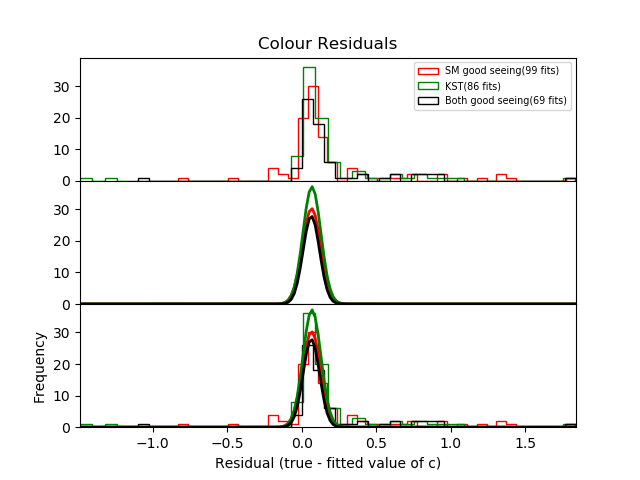 Colour Residuals
SM good seeing(99 fits)
KST(86 fits)
Both good seeing(69 fits)
30
20
10
0
30
20
10
0
Frequency
30
20
10
0
−1.0 −0.5 0.0 0.5 1.0 1.5
Residual (true - fitted value of c)